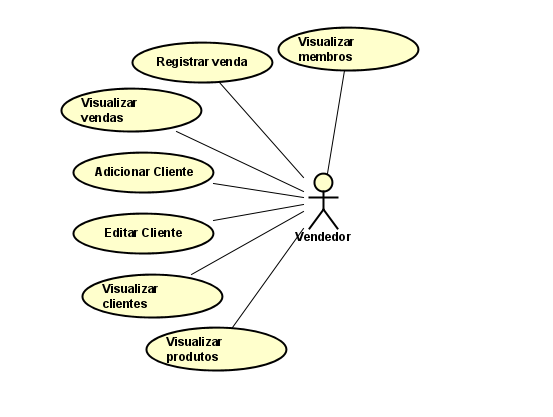 Visualizar
membros
Registrar venda
Visualizar
vendas
Adicionar Cliente
Editar Cliente
Vendedor
Visualizar
clientes
Visualizar
produtos